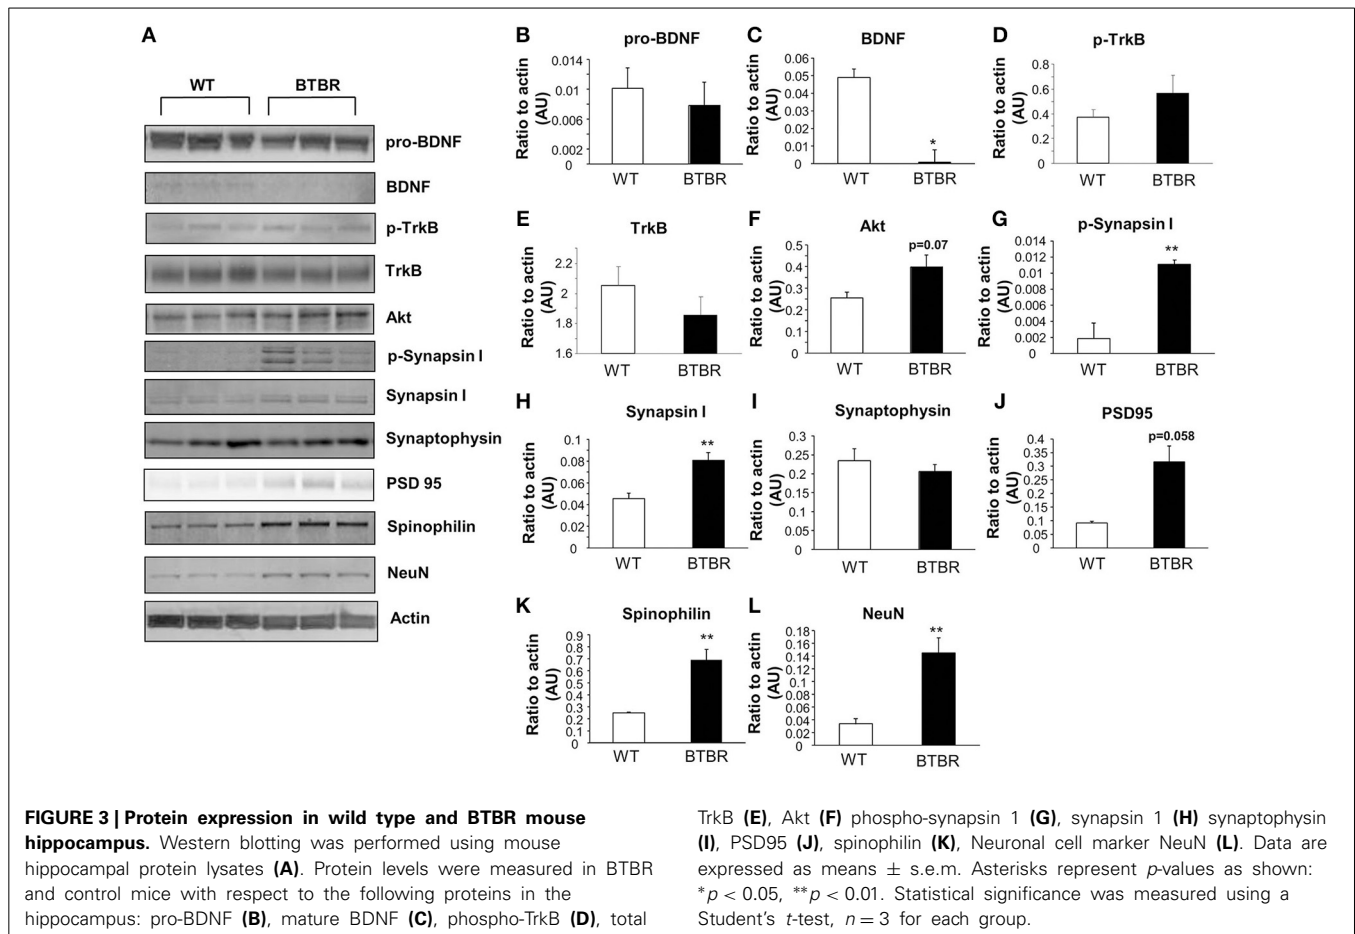 A
WT BTBR
pro-BDNF
BDNF
p-TrkB
TrkB
Akt
p-Synapsin I
Synapsin I
Synaptophysin
PSD 95
Spinophilin
NeuN
Actin
B
pro-BDNF
Ratio to actin
(AU)
0.014
0.01
0.006
0.002
0
WT BTBR
C
BDNF
Ratio to actin
(AU)
0.06
0.05
0.04
0.03
0.02
0.01
0
*
WT BTBR
D
p-TrkB
Ratio to actin
(AU)
0.8
0.6
0.4
0.2
0
WT BTBR
E
TrkB
Ratio to actin
(AU)
2.2
2
1.8
1.6
WT BTBR
F
Akt
Ratio to actin
(AU)
0.5
0.4
0.3
0.25
0.1
0
p=0.07
WT BTBR
G
p-Synapsin I
Ratio to actin
(AU)
0.014
0.012
0.01
0.006
0.002
0
**
WT BTBR
H
Synapsin I
Ratio to actin
(AU)
0.1
0.08
0.06
0.04
0.02
0
**
WT BTBR
I
Synaptophysin
Ratio to actin
(AU)
0.3
0.25
0.2
0.15
0.1
0.05
0
WT BTBR
J
PSD95
Ratio to actin
(AU)
0.4
0.35
0.3
0.25
0.2
0.1
0.05
0
p=0.058
WT BTBR
K
Spinophilin
Ratio to actin
(AU)
0.9
0.7
0.5
0.3
0.2
0.1
0
**
WT BTBR
L
NeuN
Ratio to actin
(AU)
0.18
0.16
0.14
0.12
0.1
0.08
0.06
0.04
0.02
0
**
WT BTBR
FIGURE 3 | Protein expression in wild type and BTBR mouse
hippocampus. Western blotting was performed using mouse
hippocampal protein lysates (A). Protein levels were measured in BTBR
and control mice with respect to the following proteins in the
hippocampus: pro-BDNF (B), mature BDNF (C), phospho-TrkB (D), total
TrkB (E), Akt (F) phospho-synapsin 1 (G), synapsin 1 (H) synaptophysin
(I), PSD95 (J), spinophilin (K), Neuronal cell marker NeuN (L). Data are
expressed as means ± s.e.m. Asterisks represent p-values as shown:
*p < 0.05, **p < 0.01. Statistical significance was measured using a
Student's t-test, n = 3 for each group.